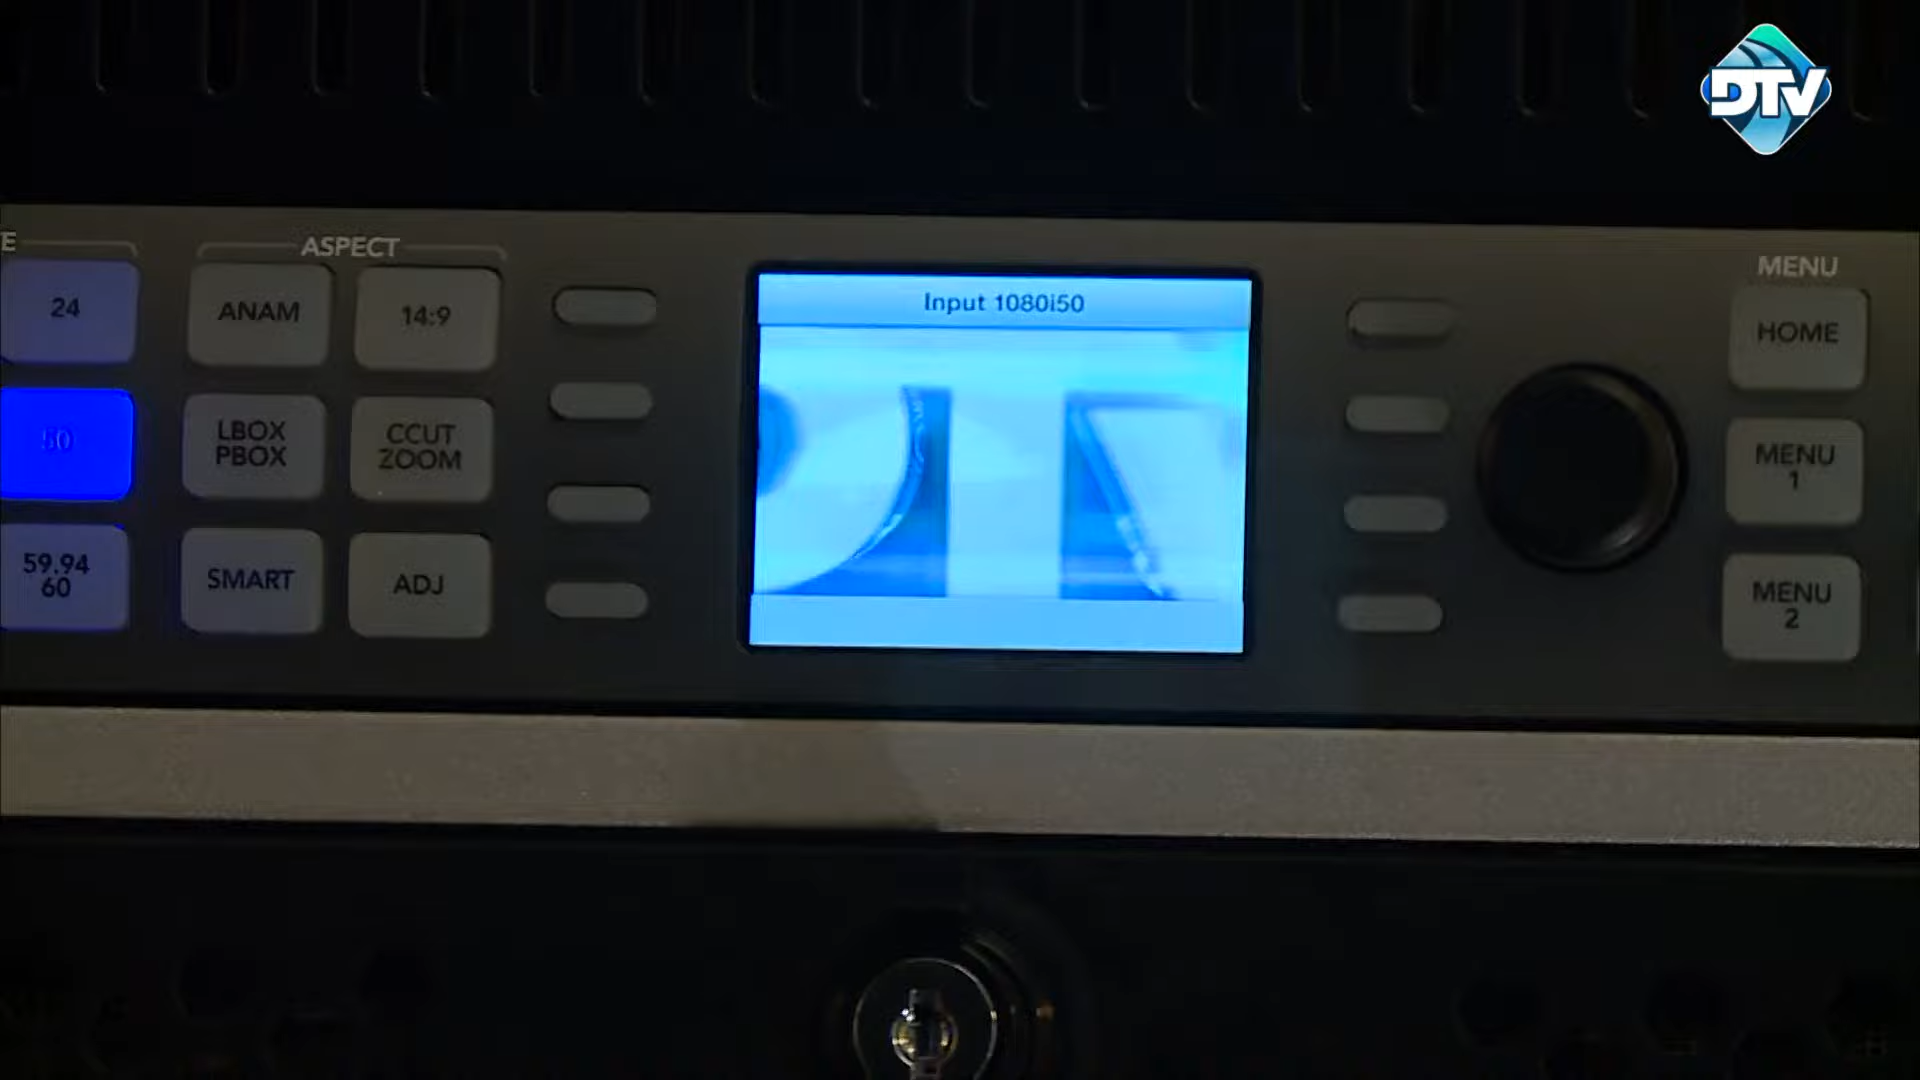 DTV
E
ASPECT
MENU
24
ANAM
14:9
Input 1080i50
HOME
50
LBOX
PBOX
CCUT
ZOOM
MENU
1
59.94
60
SMART
ADJ
MENU
2